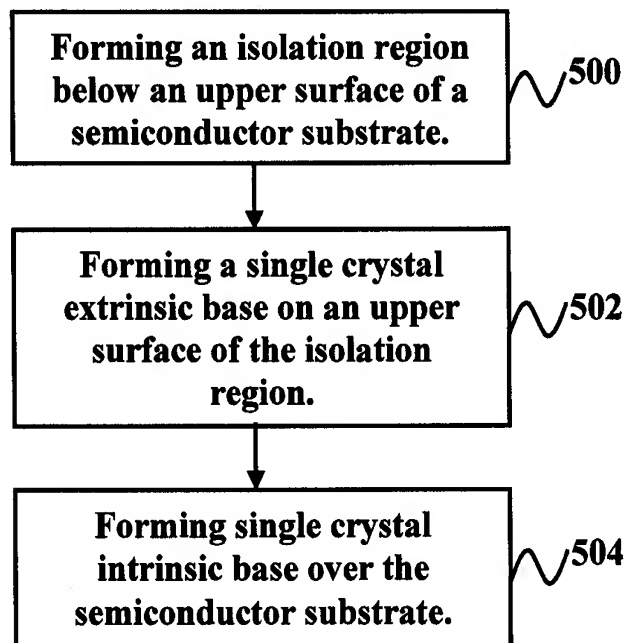 Forming an isolation region
below an upper surface of a
semiconductor substrate.
500
Forming a single crystal
extrinsic base on an upper
surface of the isolation
region.
502
Forming single crystal
intrinsic base over the
semiconductor substrate.
504